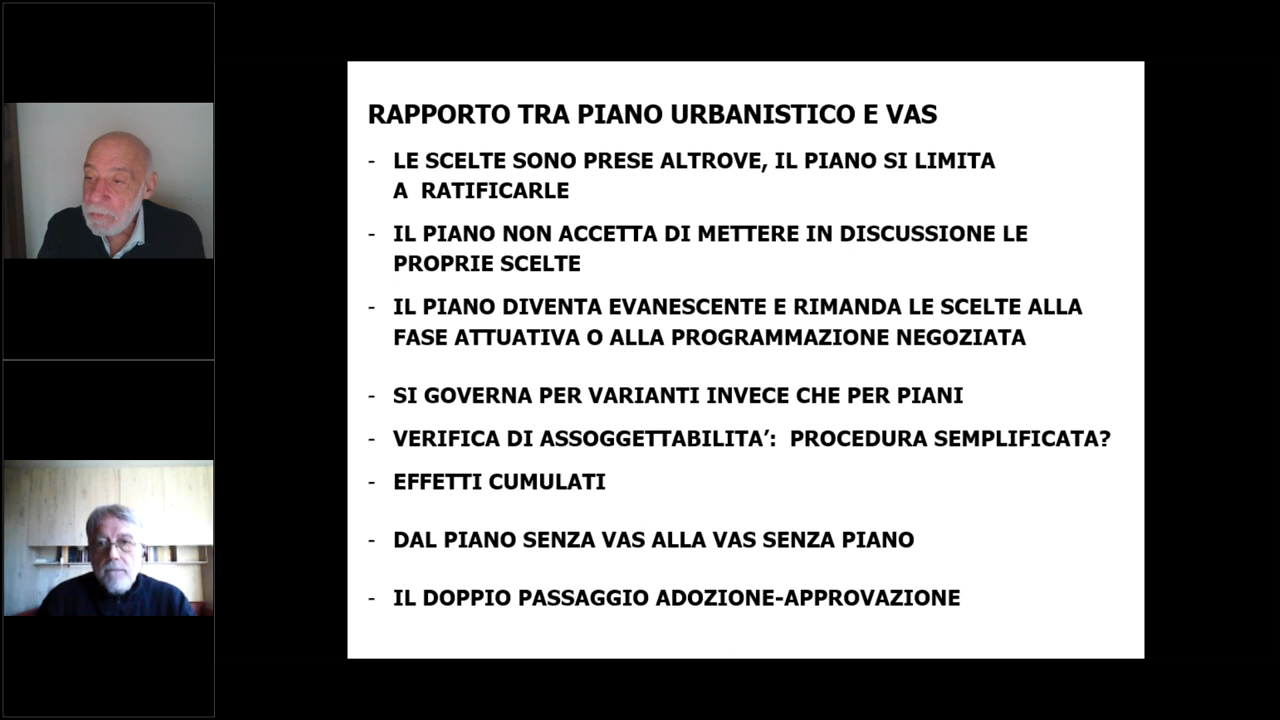 RAPPORTO TRA PIANO URBANISTICO E VAS
- LE SCELTE SONO PRESE ALTROVE, IL PIANO SI LIMITA
A RATIFICARLE
- IL PIANO NON ACCETTA DI METTERE IN DISCUSSIONE LE
PROPRIE SCELTE
- IL PIANO DIVENTA EVANESCENTE E RIMANDA LE SCELTE ALLA
FASE ATTUATIVA O ALLA PROGRAMMAZIONE NEGOZIATA
- SI GOVERNA PER VARIANTI INVECE CHE PER PIANI
- VERIFICA DI ASSOGGETTABILITA’: PROCEDURA SEMPLIFICATA?
- EFFETTI CUMULATI
- DAL PIANO SENZA VAS ALLA VAS SENZA PIANO
- IL DOPPIO PASSAGGIO ADOZIONE-APPROVAZIONE